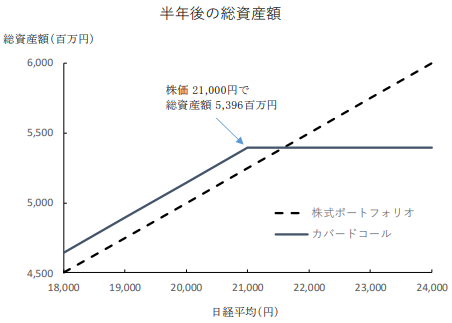 半年後の総資産額
総資産額(百万円)
6,000
5,500
5,000
4,500
株価 21,000円で
総資産額 5,396百万円
株式ポートフォリオ
カバードコール
18,000 19,000 20,000 21,000 22,000 23,000 24,000
日経平均(円)